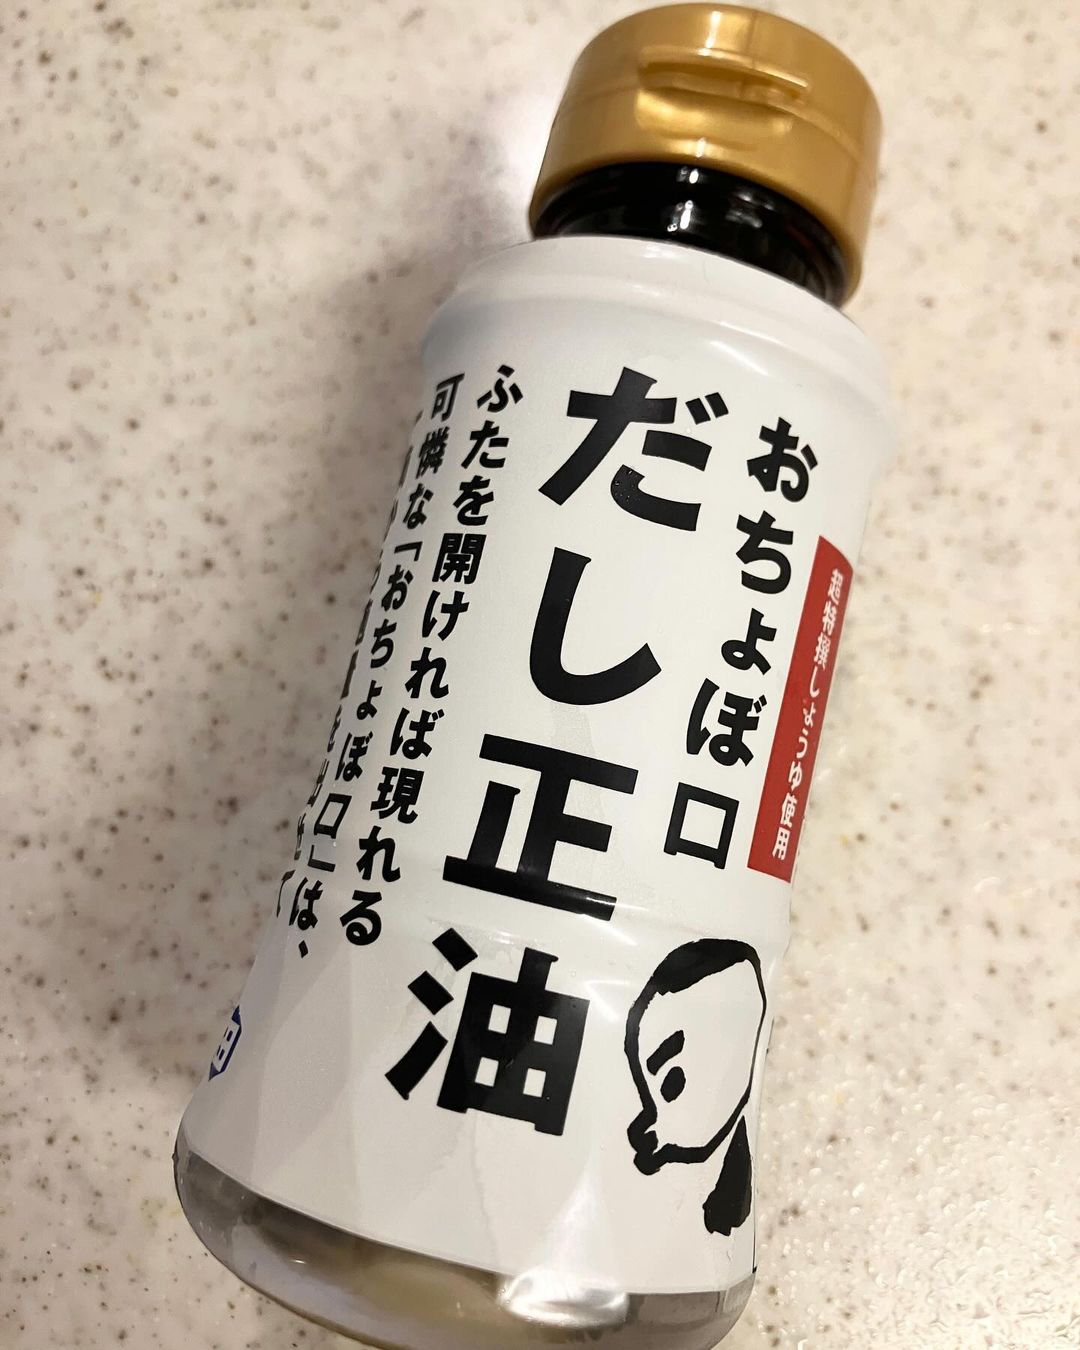 超特撰しょうゆ使用
おちょぼ口
だし正油
ふたを開ければ現れる
可憐な「おちょぼ口」は、